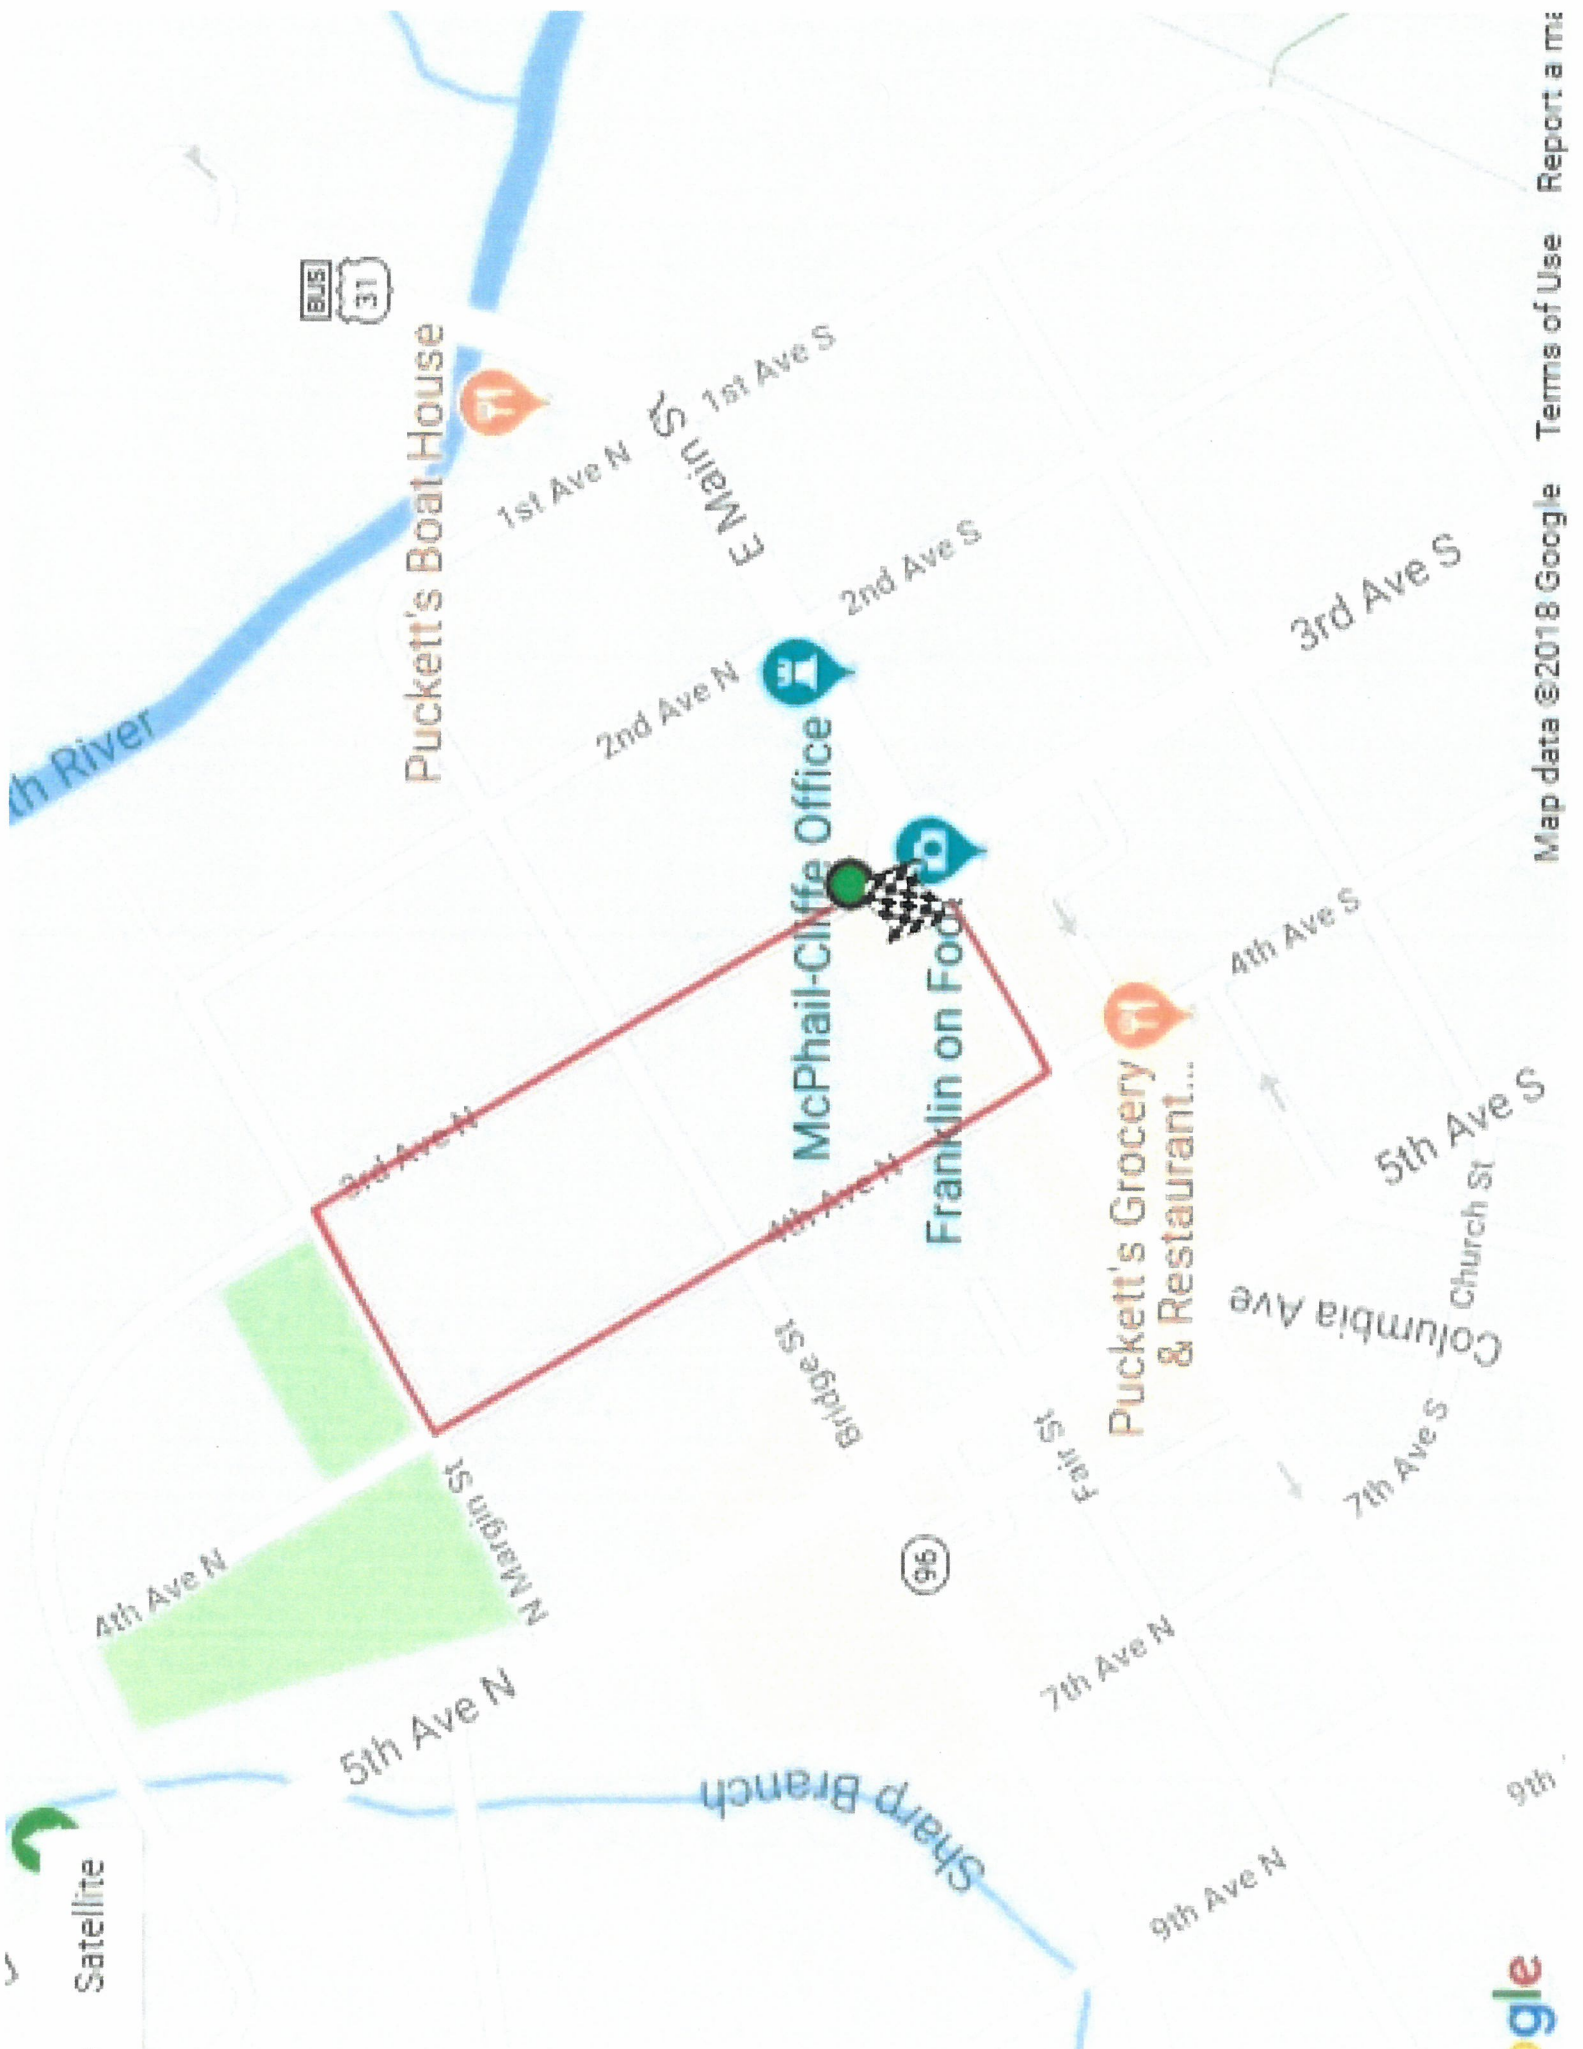 Satellite
th River
BUS
31
Puckett's Boat House
1st Ave N
1st Ave S
E Main St
2nd Ave N
2nd Ave S
McPhail-Cliffe Office
Franklin on Foot
3rd Ave N
3rd Ave S
4th Ave N
4th Ave N
4th Ave S
Puckett's Grocery
& Restaurant...
N Margin St
Bridge St
Fair St
96
5th Ave N
5th Ave S
Church St
Columbia Ave
7th Ave S
7th Ave N
Sharp Branch
9th Ave N
9th
gle
Map data ©2018 Google
Terms of Use
Report a